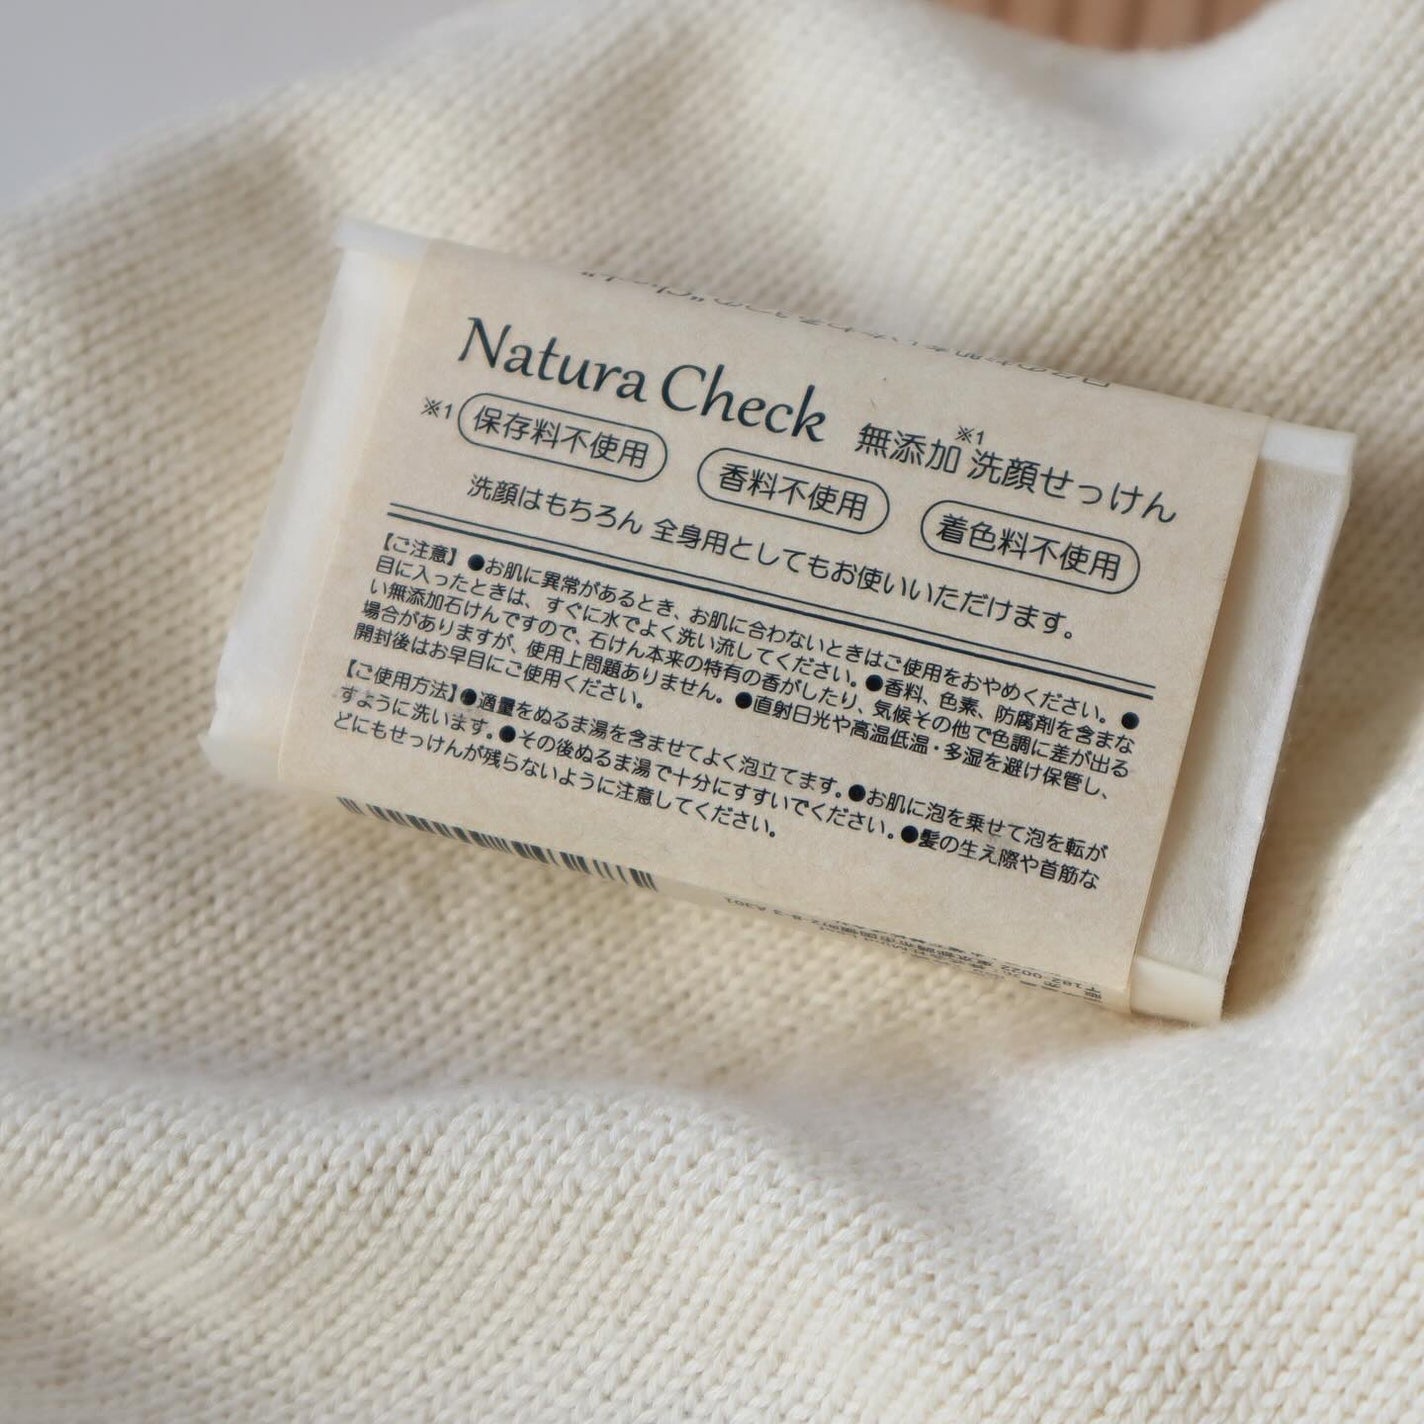 Natura Check 無添加※1洗顔せっけん
※1 保存料不使用 香料不使用 着色料不使用
洗顔はもちろん 全身用としてもお使いいただけます。
【ご注意】●お肌に異常があるとき、お肌に合わないときはご使用をおやめください。●
目に入ったときは、すぐに水でよく洗い流してください。●香料、色素、防腐剤を含まな
い無添加石けんですので、石けん本来の特有の香がしたり、気候その他で色調に差が出る
場合がありますが、使用上問題ありません。●直射日光や高温低温・多湿を避け保管し、
開封後はお早目にご使用ください。
【ご使用方法】●適量をぬるま湯を含ませてよく泡立てます。●お肌に泡を乗せて泡を転が
すように洗います。●その後ぬるま湯で十分にすすいでください。●髪の生え際や首筋な
どにもせっけんが残らないように注意してください。